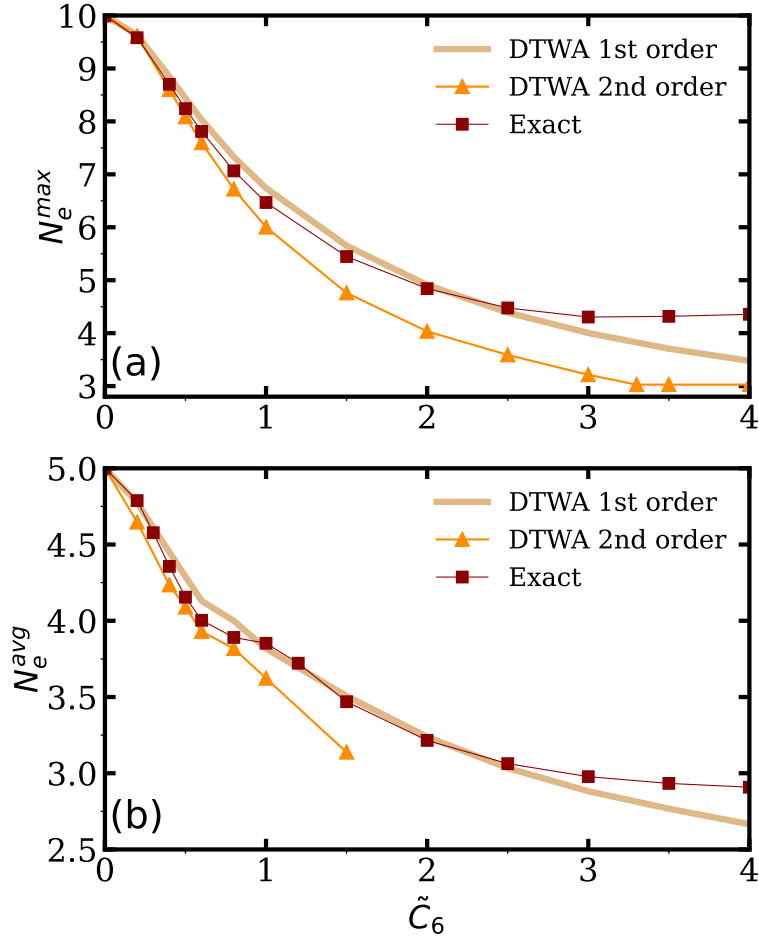 10
9
8
7
6
5
4
3
N_e^{max}
DTWA 1st order
DTWA 2nd order
Exact
(a)
0 1 2 3 4
5.0
4.5
4.0
3.5
3.0
2.5
N_e^{avg}
DTWA 1st order
DTWA 2nd order
Exact
(b)
0 1 2 3 4
C̃₆